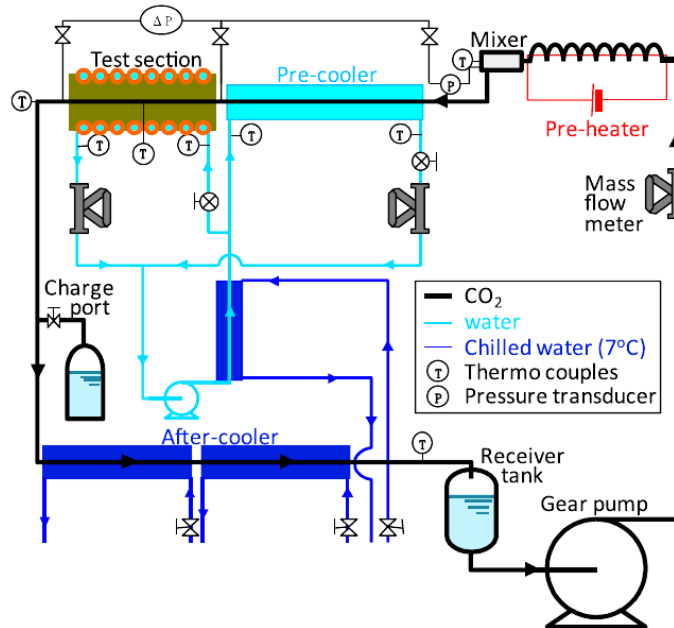 Δ P
Mixer
Test section
Pre-cooler
T
P
T
Pre-heater
T
T
T
T
T
Mass
flow
meter
Charge
port
CO₂
water
Chilled water (7°C)
T Thermo couples
P Pressure transducer
After-cooler
T
Receiver
tank
Gear pump